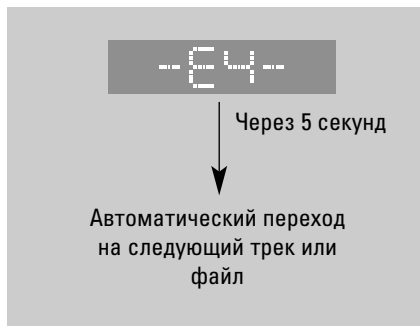 -E4-
Через 5 секунд
Автоматический переход
на следующий трек или
файл